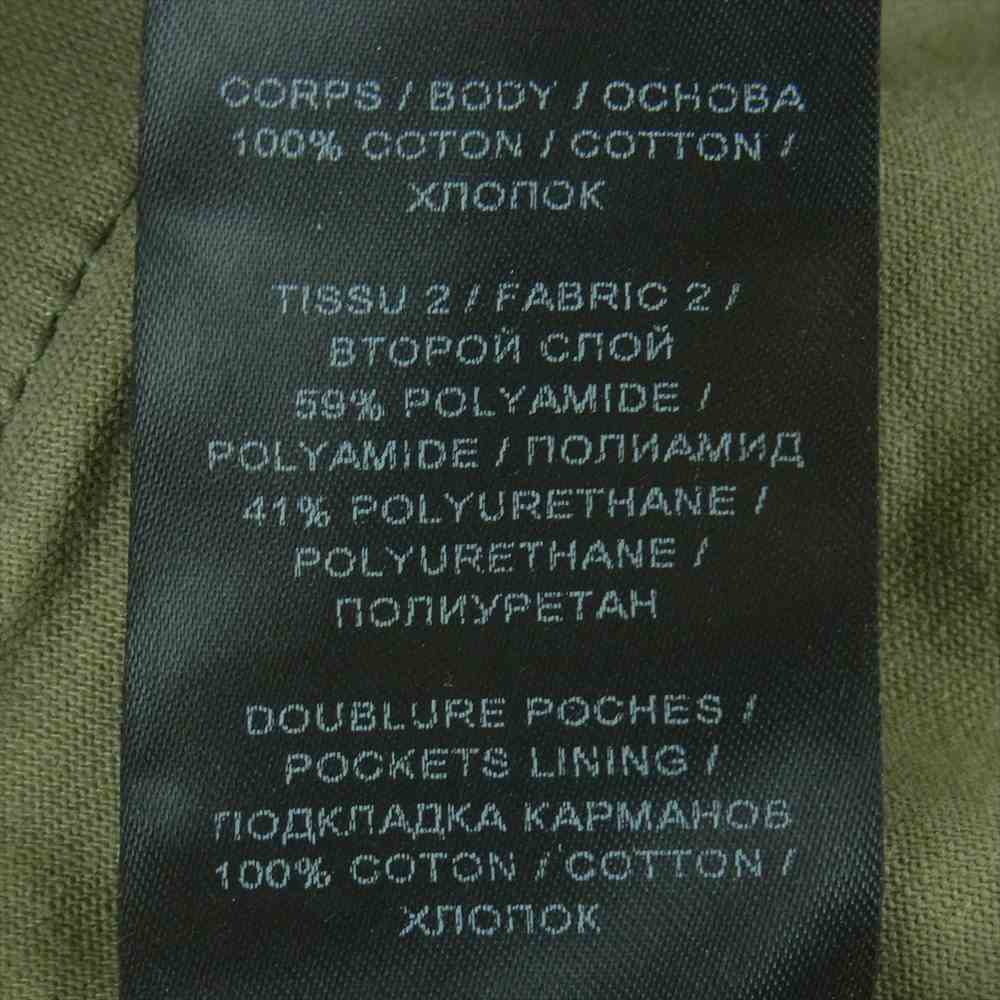 CORPS / BODY / ОСНОВА
100% COTON / COTTON /
ХЛОПОК
TISSU 2 / FABRIC 2 /
ВТОРОЙ СЛОЙ
59% POLYAMIDE /
POLYAMIDE / ПОЛИАМИД
41% POLYURETHANE /
POLYURETHANE /
ПОЛИУРЕТАН
DOUBLURE POCHES /
POCKETS LINING /
ПОДКЛАДКА КАРМАНОВ
100% COTON / COTTON /
ХЛОПОК